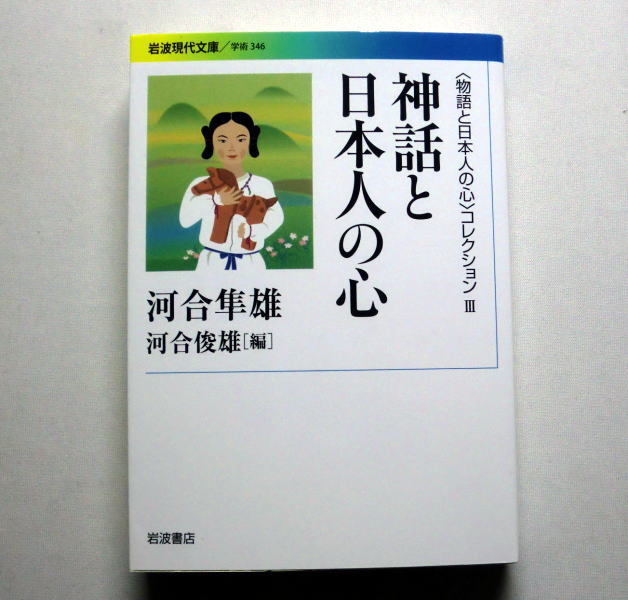 岩波現代文庫／学術 346
〈物語と日本人の心〉コレクション Ⅲ
神話と
日本人の心
河合隼雄
河合俊雄［編］
岩波書店